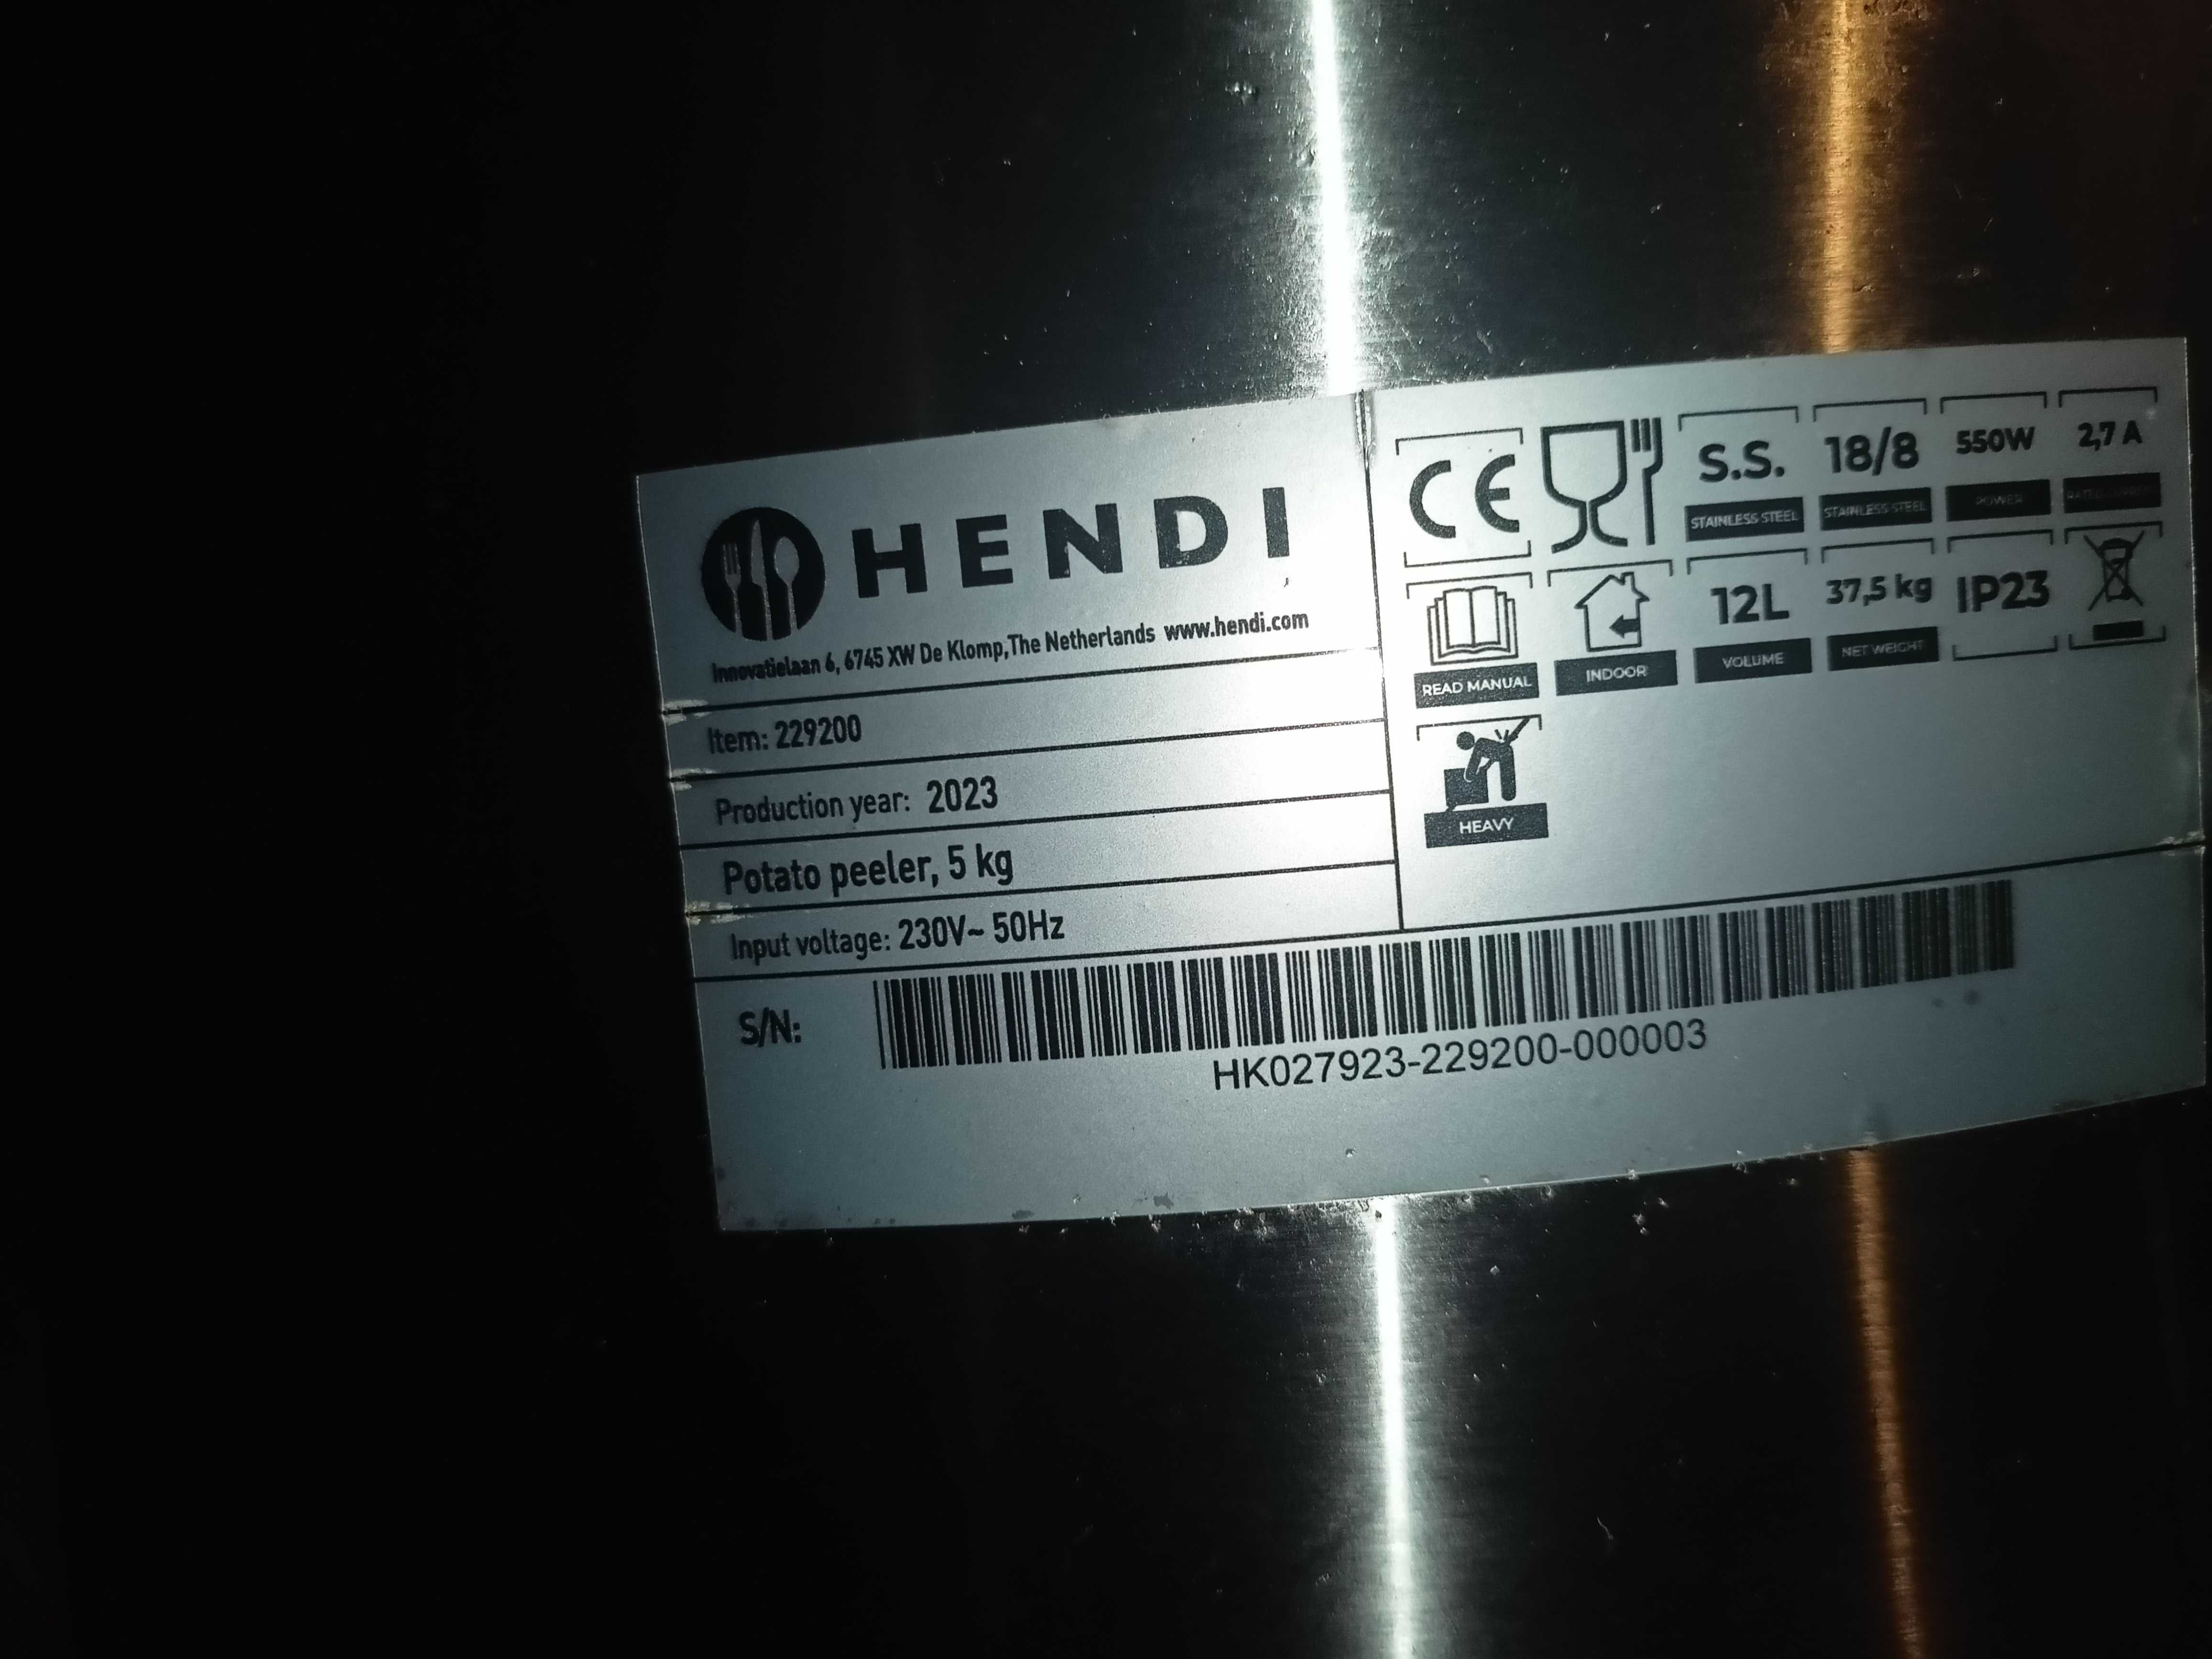 HENDI
Innovatielaan 6, 6745 XW De Klomp,The Netherlands www.hendi.com
Item: 229200
Production year: 2023
Potato peeler, 5 kg
Input voltage: 230V~ 50Hz
S/N:
HK027923-229200-000003
CE
S.S.
STAINLESS STEEL
18/8
STAINLESS STEEL
550W
POWER
2,7 A
RATED CURRENT
READ MANUAL
INDOOR
12L
VOLUME
37,5 kg
NET WEIGHT
IP23
HEAVY